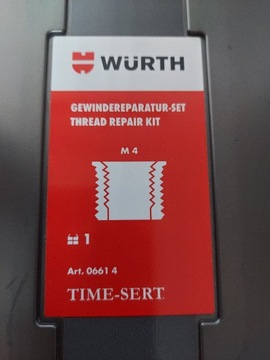 WÜRTH
GEWINDEREPARATUR-SET
THREAD REPAIR KIT
M 4
1
Art. 0661 4
TIME-SERT